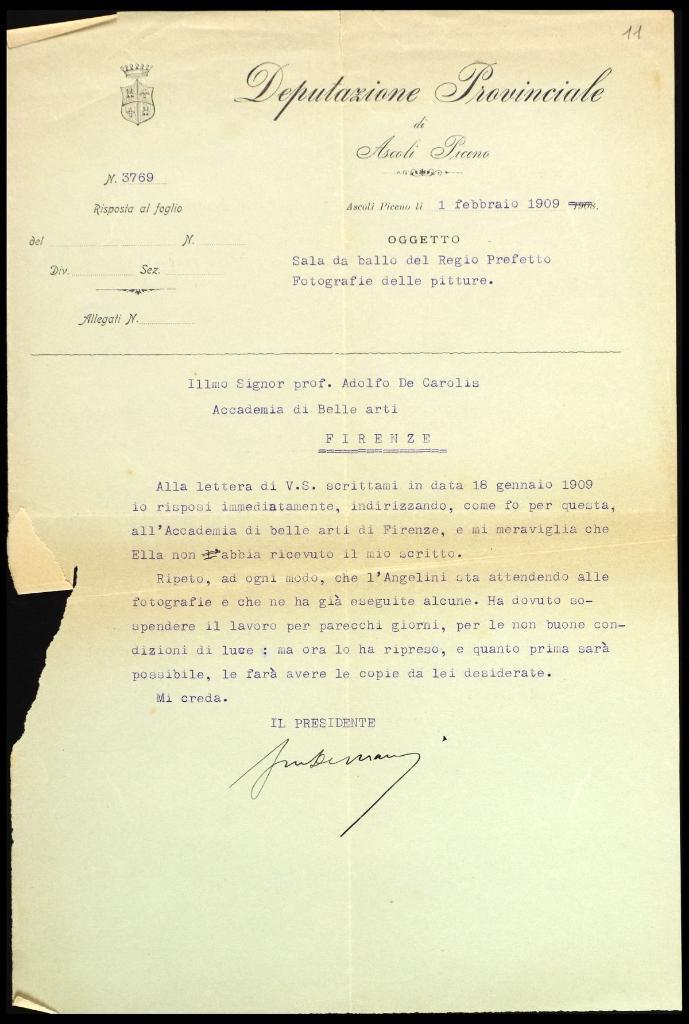 11
Deputazione Provinciale
di
Ascoli Piceno
N. 3769
Risposta al foglio
del N.
Div. Sez.
Allegati N.
Ascoli Piceno li 1 febbraio 1909 190
OGGETTO
Sala da ballo del Regio Prefetto
Fotografie delle pitture.
Illmo Signor prof. Adolfo De Carolis
Accademia di Belle arti
FIRENZE
Alla lettera di V.S. scrittami in data 18 gennaio 1909
io risposi immediatamente, indirizzando, come fo per questa,
all'Accademia di belle arti di Firenze, e mi meraviglia che
Ella non l'abbia ricevuto il mio scritto.
Ripeto, ad ogni modo, che l'Angelini sta attendendo alle
fotografie e che ne ha già eseguite alcune. Ha dovuto so-
spendere il lavoro per parecchi giorni, per le non buone con-
dizioni di luce : ma ora lo ha ripreso, e quanto prima sarà
possibile, le farà avere le copie da lei desiderate.
Mi creda.
IL PRESIDENTE